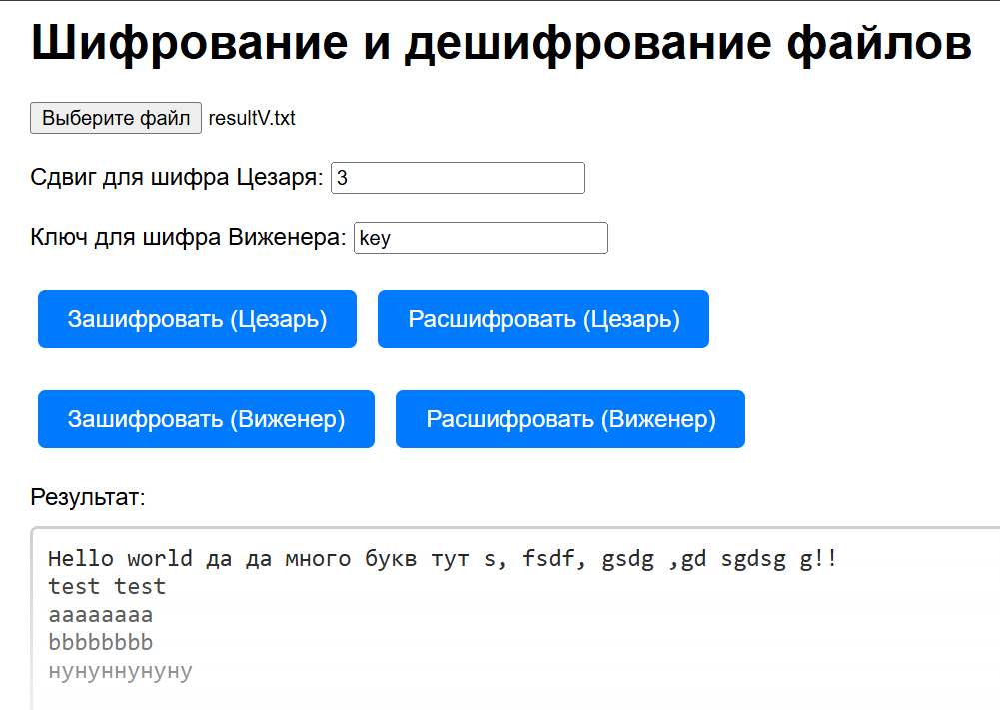 Шифрование и дешифрование файлов
Выберите файл resultV.txt
Сдвиг для шифра Цезаря: 3
Ключ для шифра Виженера: key
Зашифровать (Цезарь) Расшифровать (Цезарь)
Зашифровать (Виженер) Расшифровать (Виженер)
Результат:
Hello world да да много букв тут s, fsdf, gsdg ,gd sgdsg g!!
test test
aaaaaaaa
bbbbbbbb
нунуннунуну